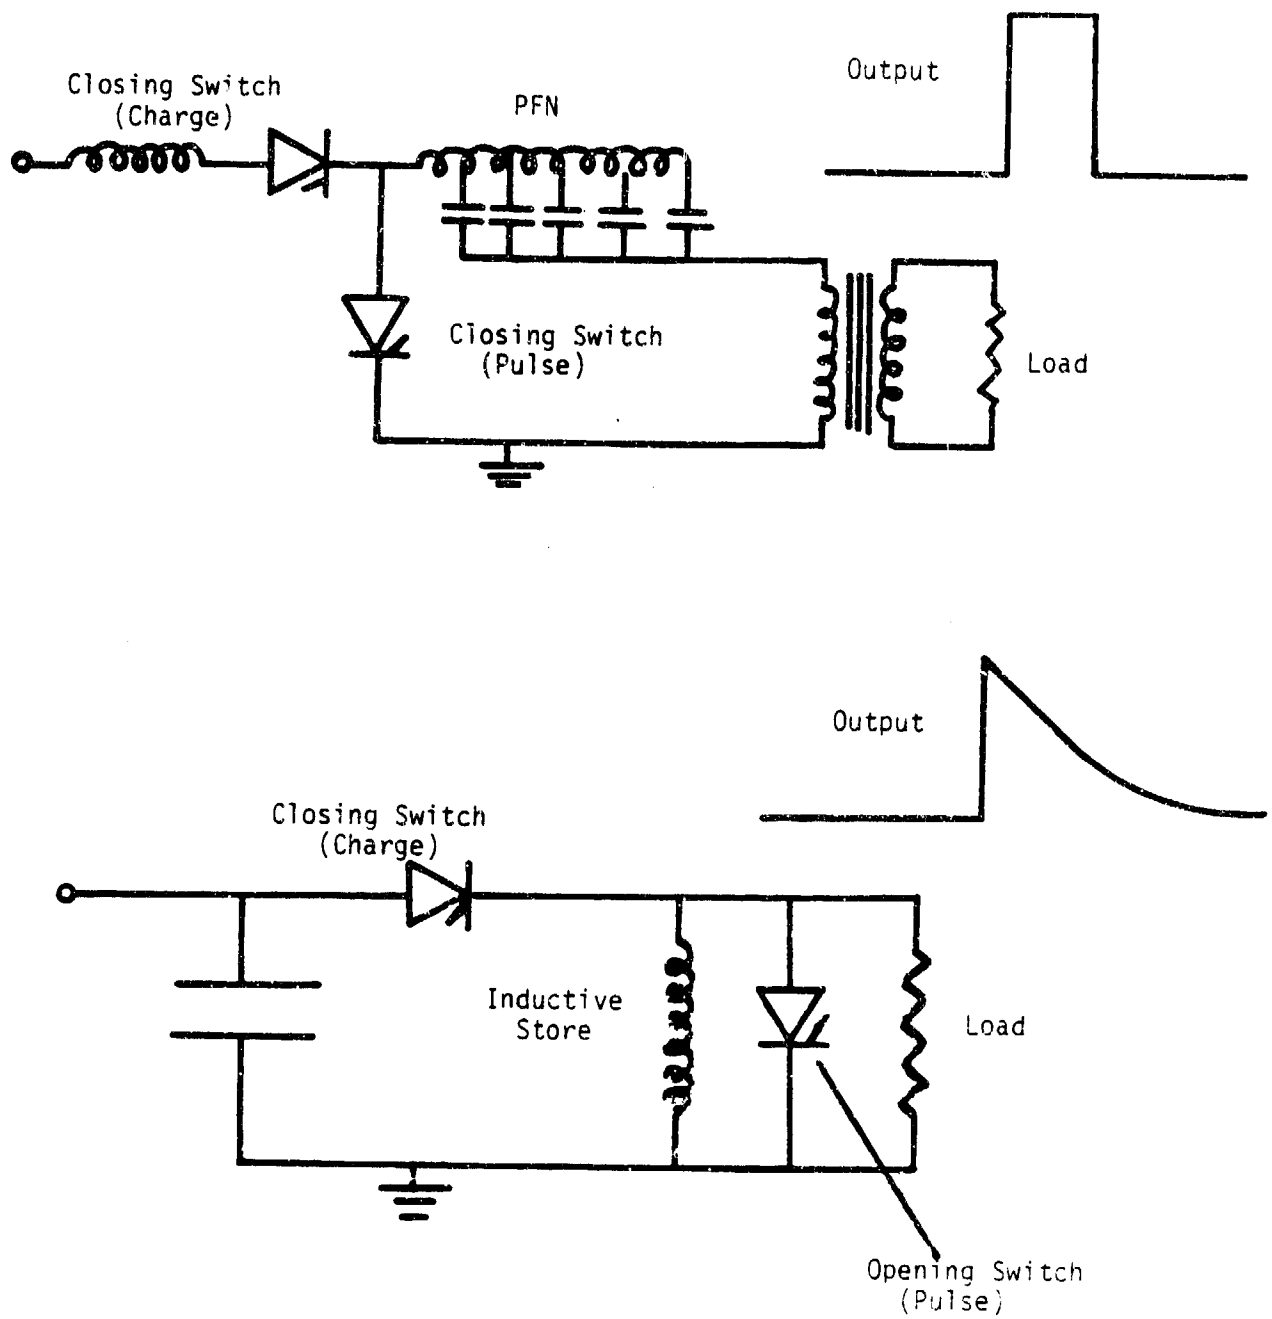 Closing Switch
(Charge)
PFN
Output
Closing Switch
(Pulse)
Load
Output
Closing Switch
(Charge)
Inductive
Store
Load
Opening Switch
(Pulse)